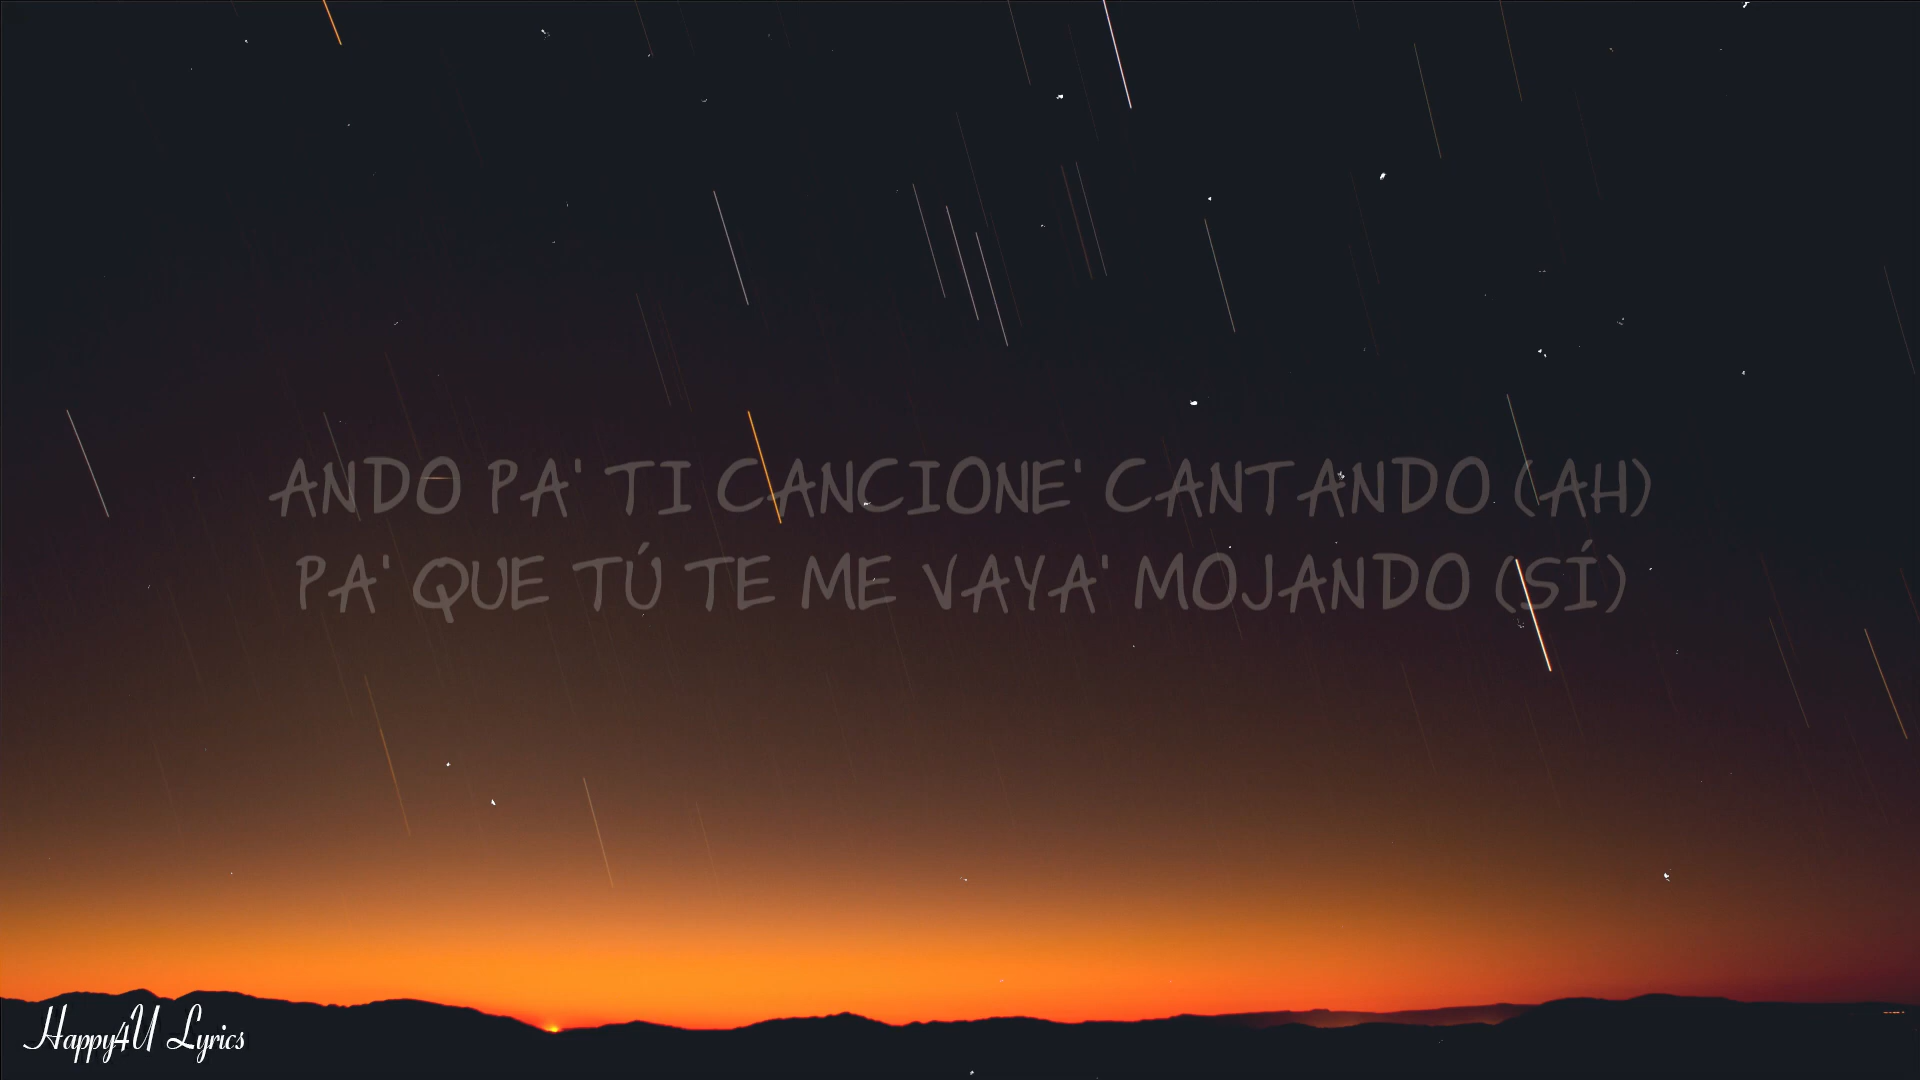 ANDO PA' TI CANCIONE' CANTANDO (AH)
PA' QUE TÚ TE ME VAYA' MOJANDO (SÍ)
Happy4U Lyrics